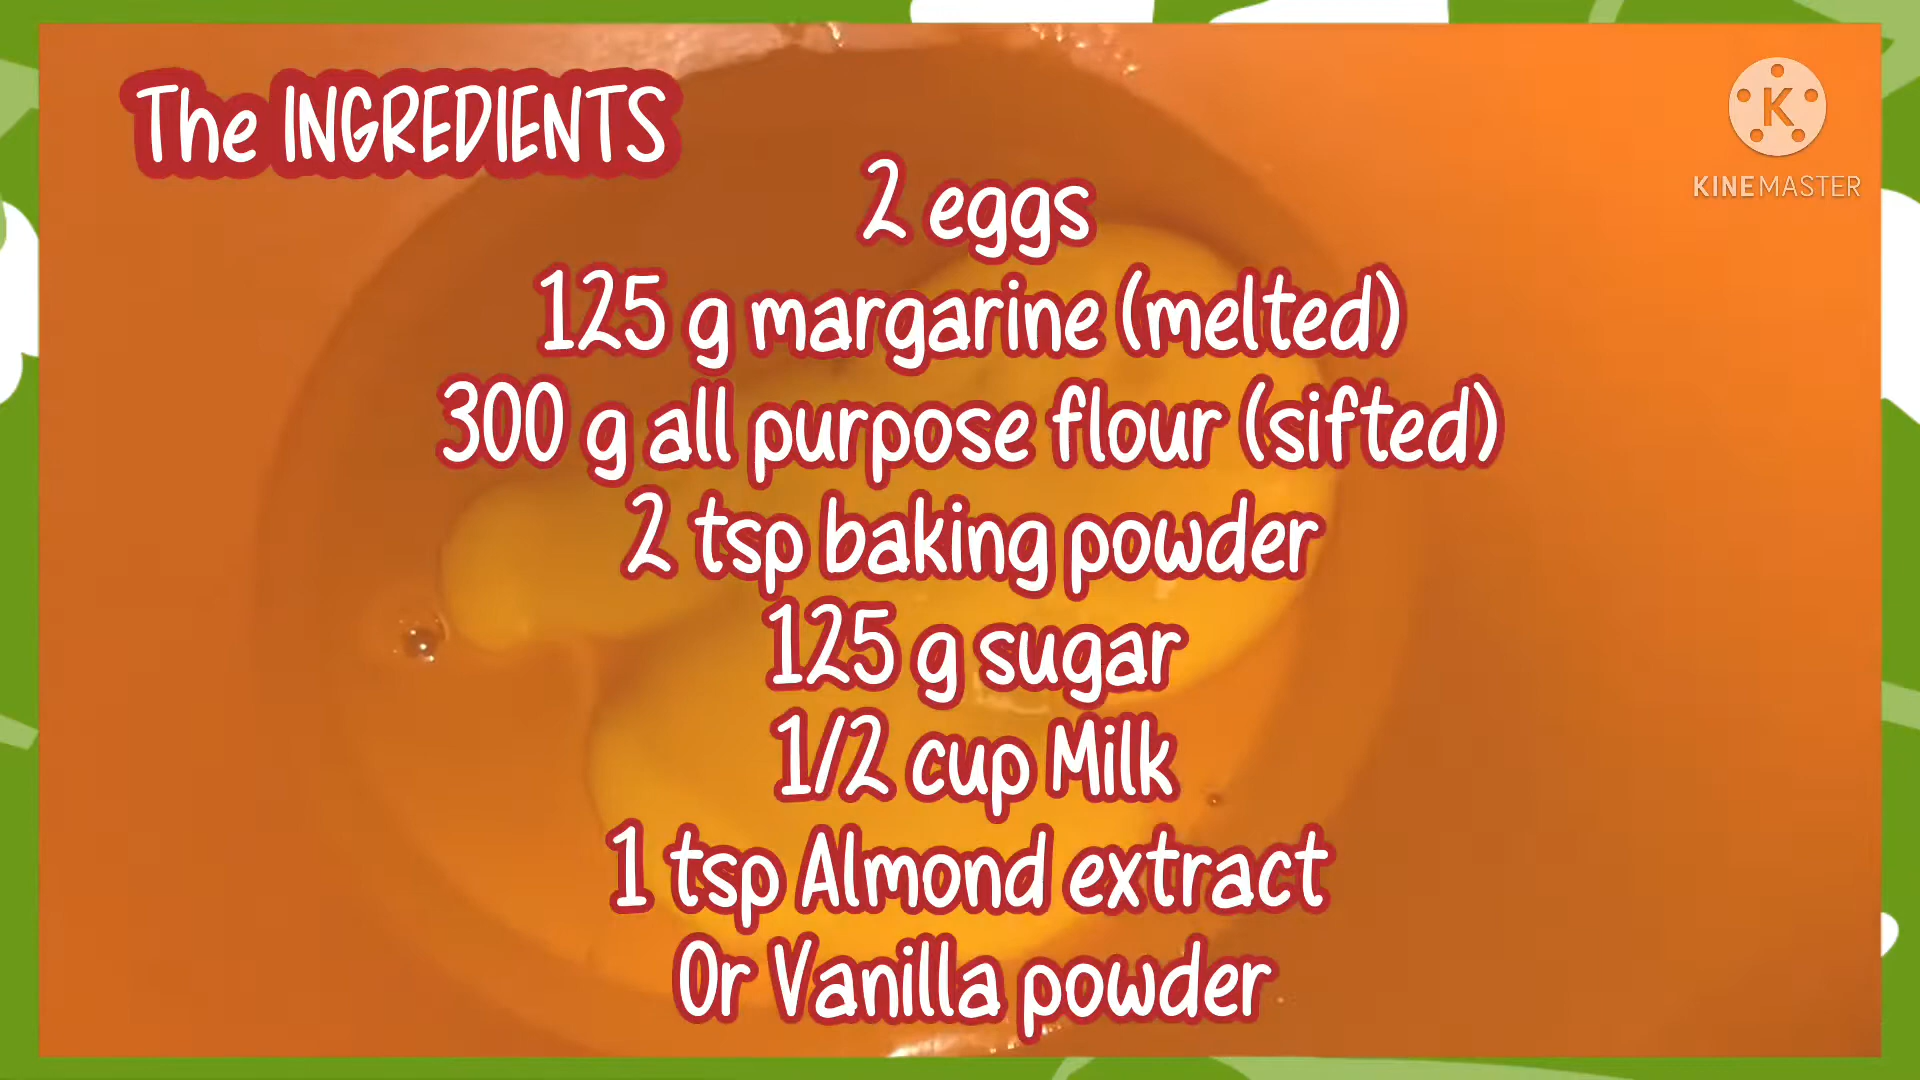 The INGREDIENTS
K
KINEMASTER
2 eggs
125 g margarine (melted)
300 g all purpose flour (sifted)
2 tsp baking powder
125 g sugar
1/2 cup Milk
1 tsp Almond extract
Or Vanilla powder